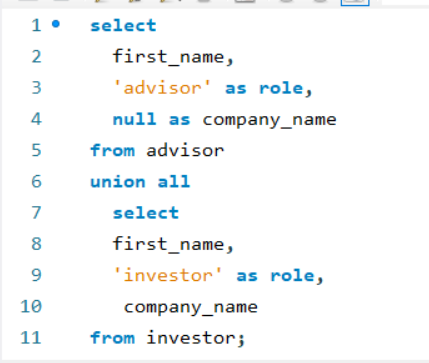 1 select
2 first_name,
3 'advisor' as role,
4 null as company_name
5 from advisor
6 union all
7 select
8 first_name,
9 'investor' as role,
10 company_name
11 from investor;